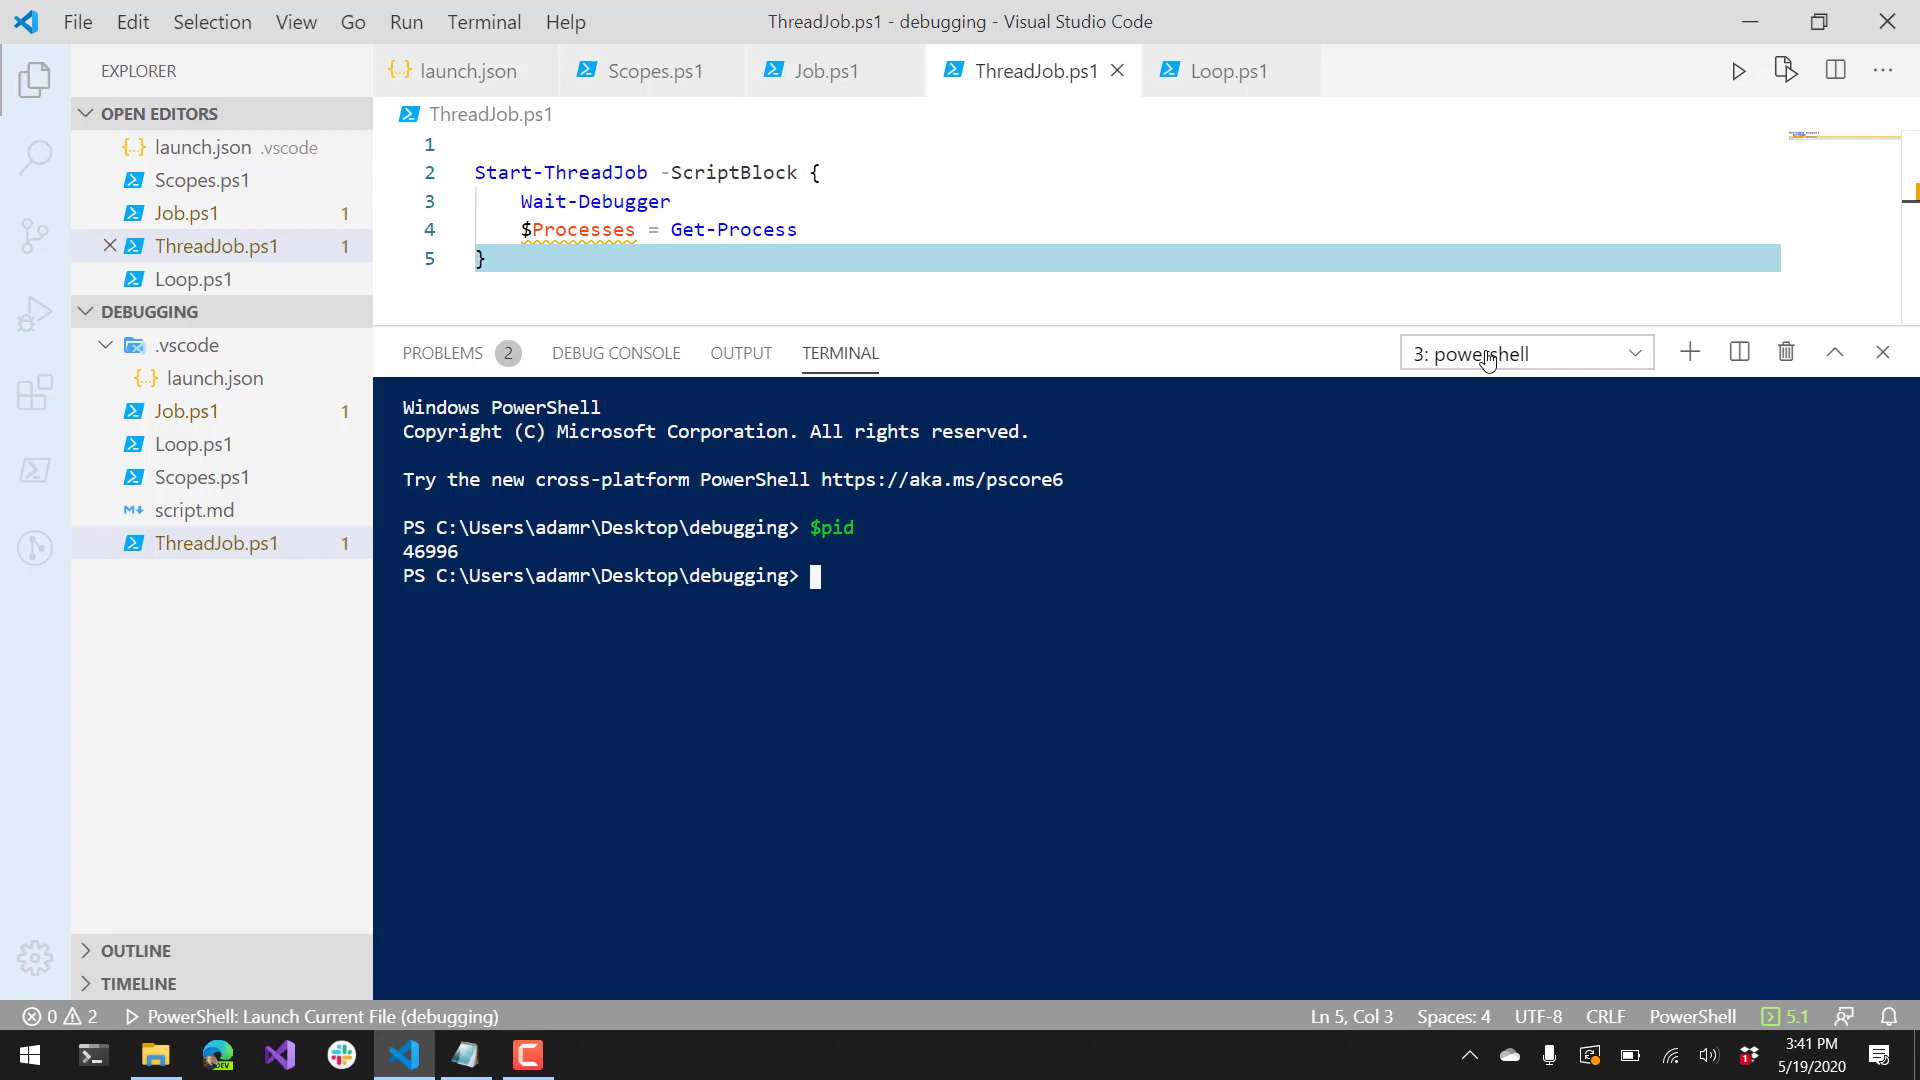 File Edit Selection View Go Run Terminal Help
ThreadJob.ps1 - debugging - Visual Studio Code
EXPLORER
OPEN EDITORS
launch.json .vscode
Scopes.ps1
Job.ps1 1
ThreadJob.ps1 1
Loop.ps1
DEBUGGING
.vscode
launch.json
Job.ps1 1
Loop.ps1
Scopes.ps1
script.md
ThreadJob.ps1 1
OUTLINE
TIMELINE
launch.json Scopes.ps1 Job.ps1 ThreadJob.ps1 Loop.ps1
ThreadJob.ps1
1
2 Start-ThreadJob -ScriptBlock {
3 Wait-Debugger
4 $Processes = Get-Process
5 }
PROBLEMS 2 DEBUG CONSOLE OUTPUT TERMINAL
3: powershell
Windows PowerShell
Copyright (C) Microsoft Corporation. All rights reserved.
Try the new cross-platform PowerShell https://aka.ms/pscore6
PS C:\Users\adamr\Desktop\debugging> $pid
46996
PS C:\Users\adamr\Desktop\debugging>
0 2 PowerShell: Launch Current File (debugging)
Ln 5, Col 3 Spaces: 4 UTF-8 CRLF PowerShell 5.1
3:41 PM
5/19/2020